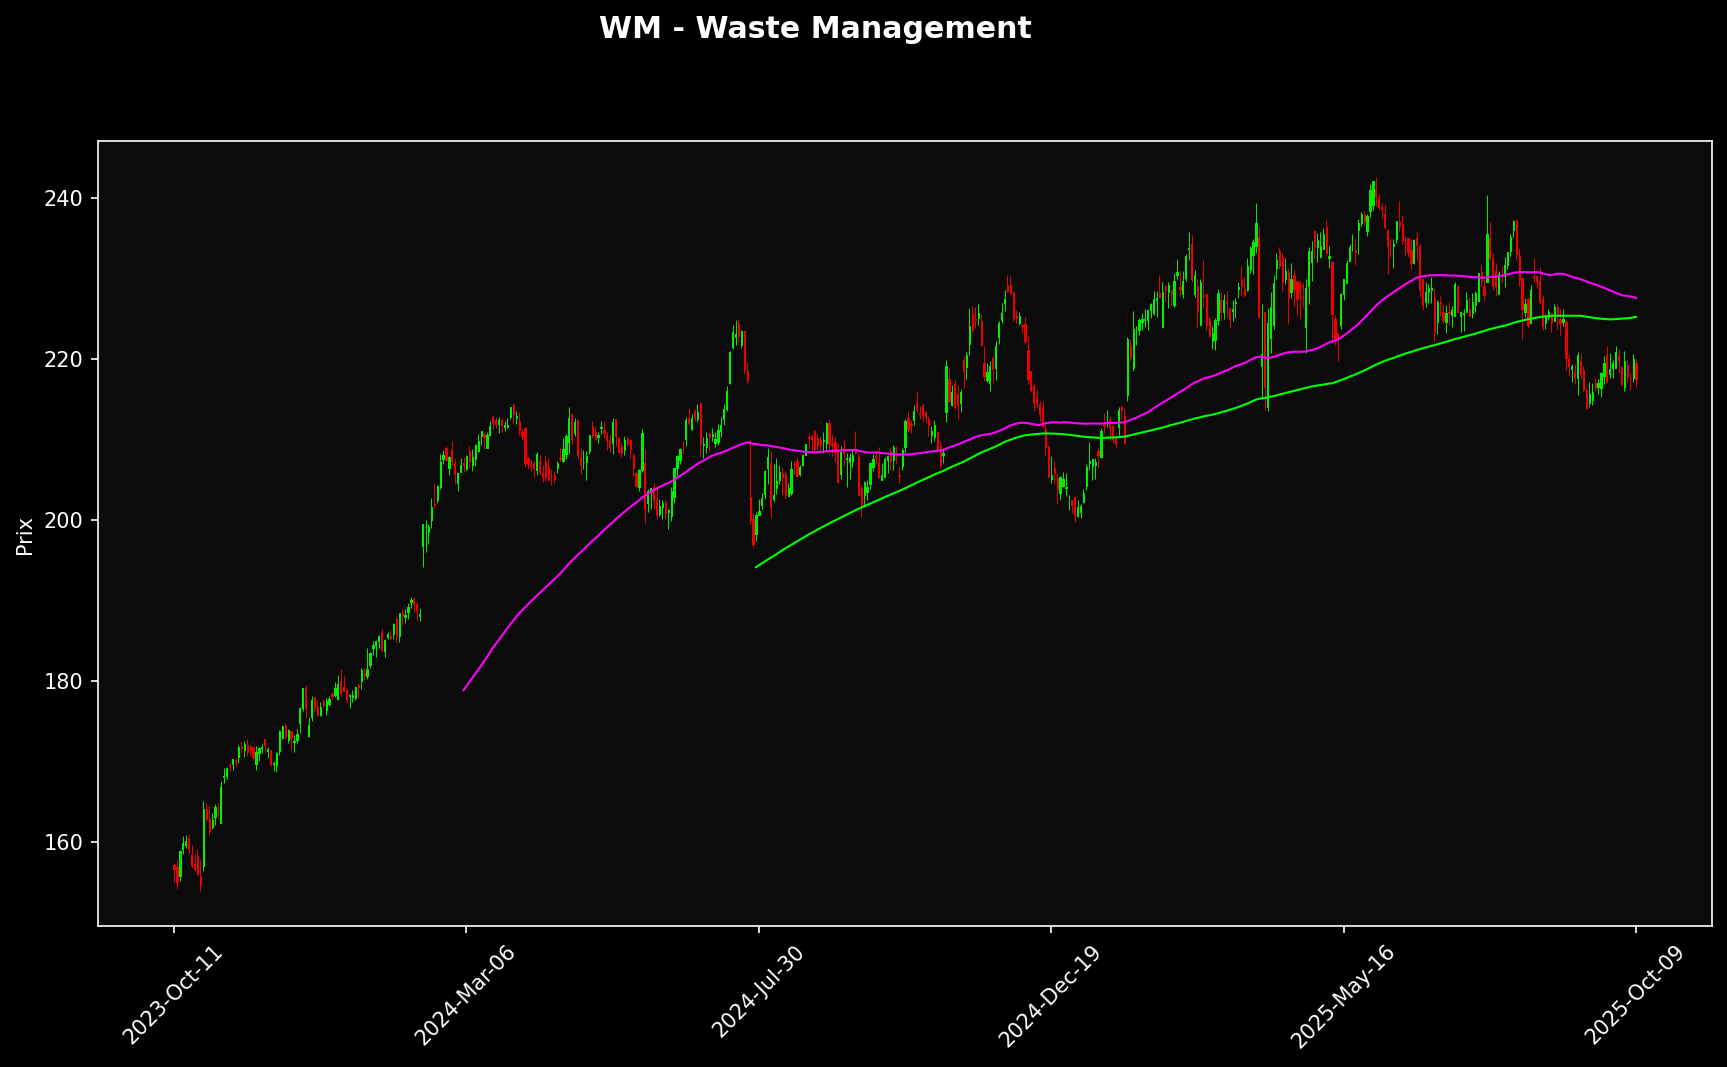 WM - Waste Management
Prix
240
220
200
180
160
2023-Oct-11
2024-Mar-06
2024-Jul-30
2024-Dec-19
2025-May-16
2025-Oct-09